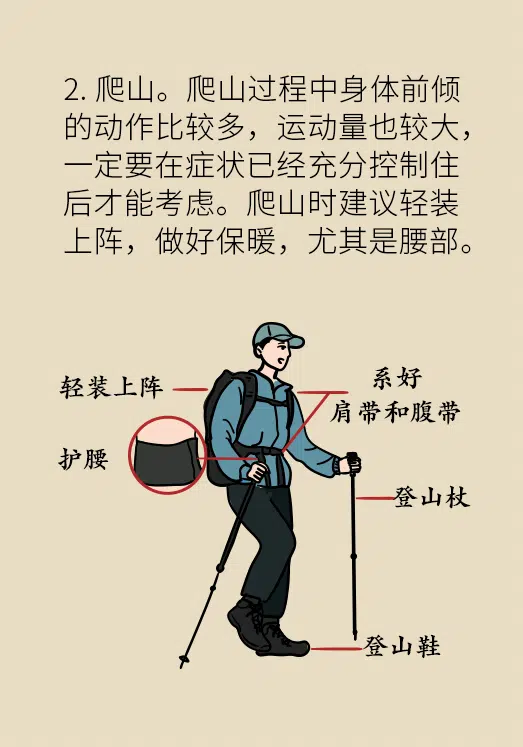 2. 爬山。爬山过程中身体前倾
的动作比较多，运动量也较大，
一定要在症状已经充分控制住
后才能考虑。爬山时建议轻装
上阵，做好保暖，尤其是腰部。
轻装上阵
系好
肩带和腹带
护腰
登山杖
登山鞋